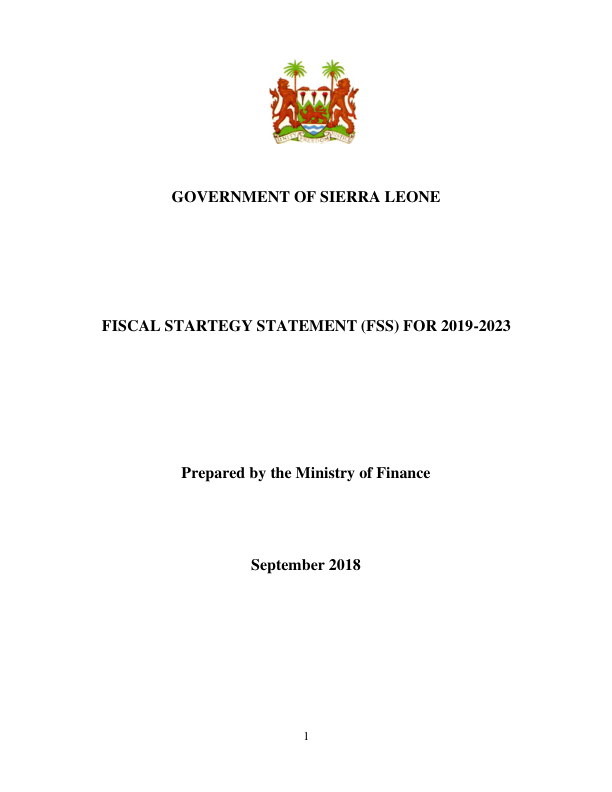 GOVERNMENT OF SIERRA LEONE
FISCAL STARTEGY STATEMENT (FSS) FOR 2019-2023
Prepared by the Ministry of Finance
September 2018
1